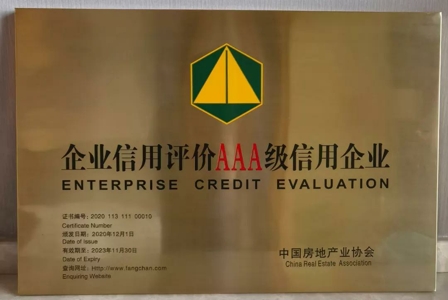 企业信用评价AAA级信用企业
ENTERPRISE CREDIT EVALUATION
证书编号：2020 113 111 00010
Certificate Number
颁发日期：2020年12月1日
Date of Issue
有效期至：2023年11月30日
Date of Expiry
查询网址：http://www.fangchan.com
Enquiring Website
中国房地产业协会
China Real Estate Association